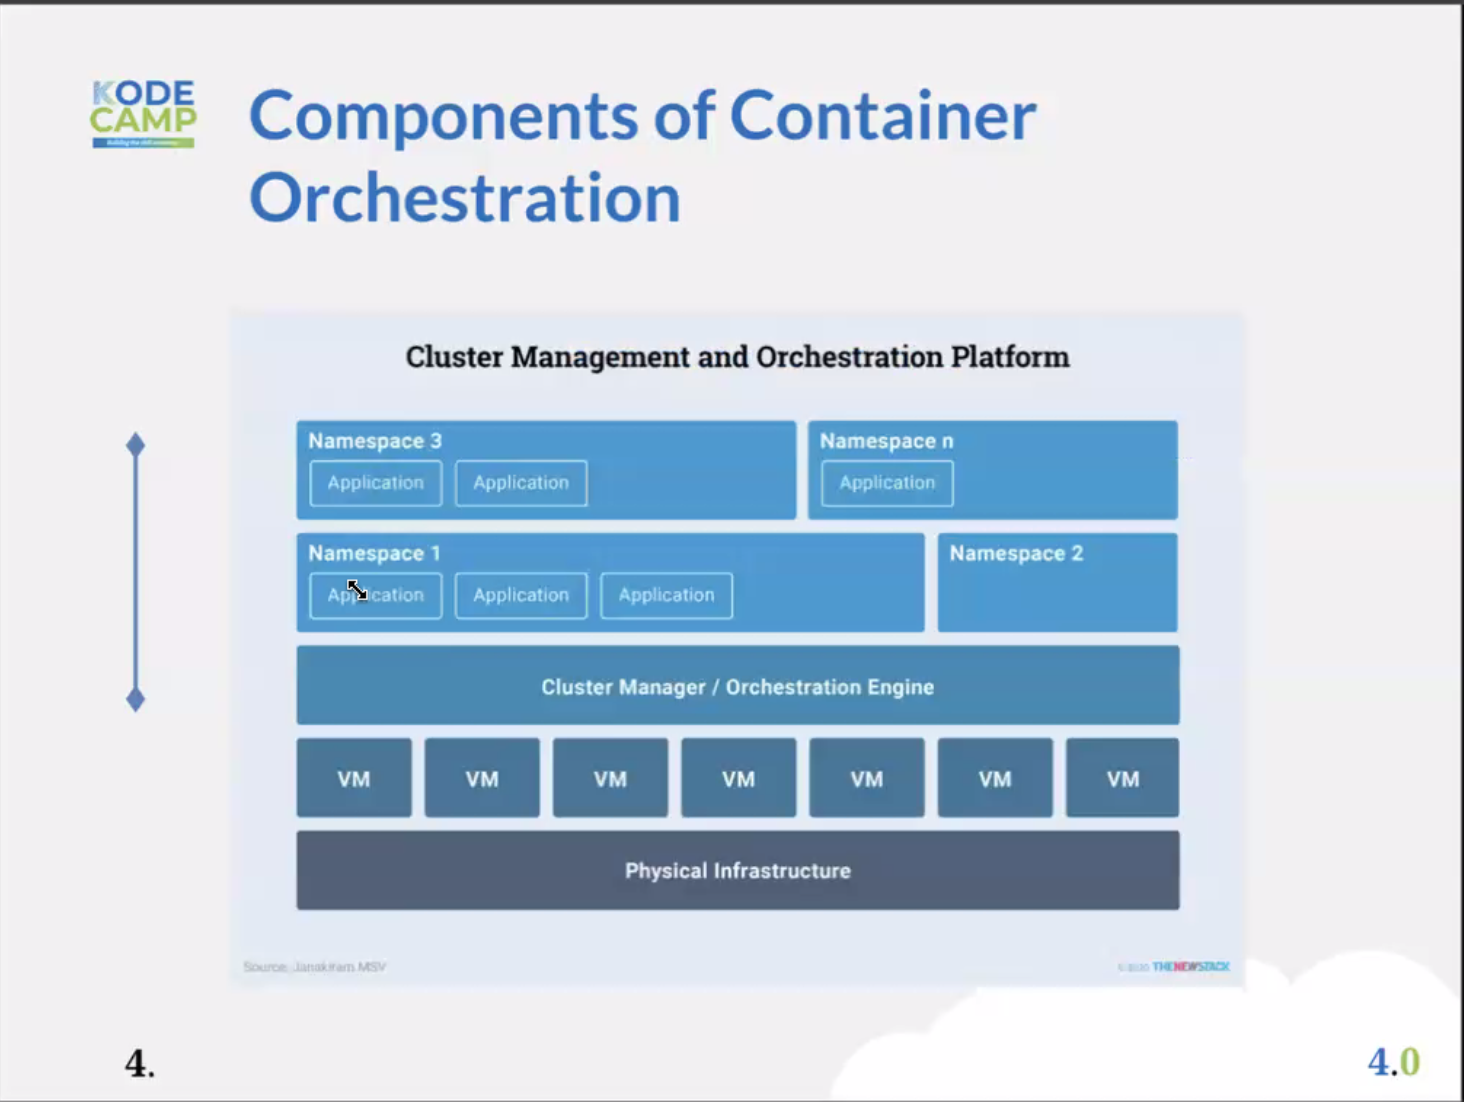 KODE
CAMP
Components of Container
Orchestration
Cluster Management and Orchestration Platform
Namespace 3
Application
Application
Namespace n
Application
Namespace 1
Application
Application
Application
Namespace 2
Cluster Manager / Orchestration Engine
VM
VM
VM
VM
VM
VM
VM
Physical Infrastructure
Source: Janakiram MSV
© 2020 THENEWSTACK
4.
4.0